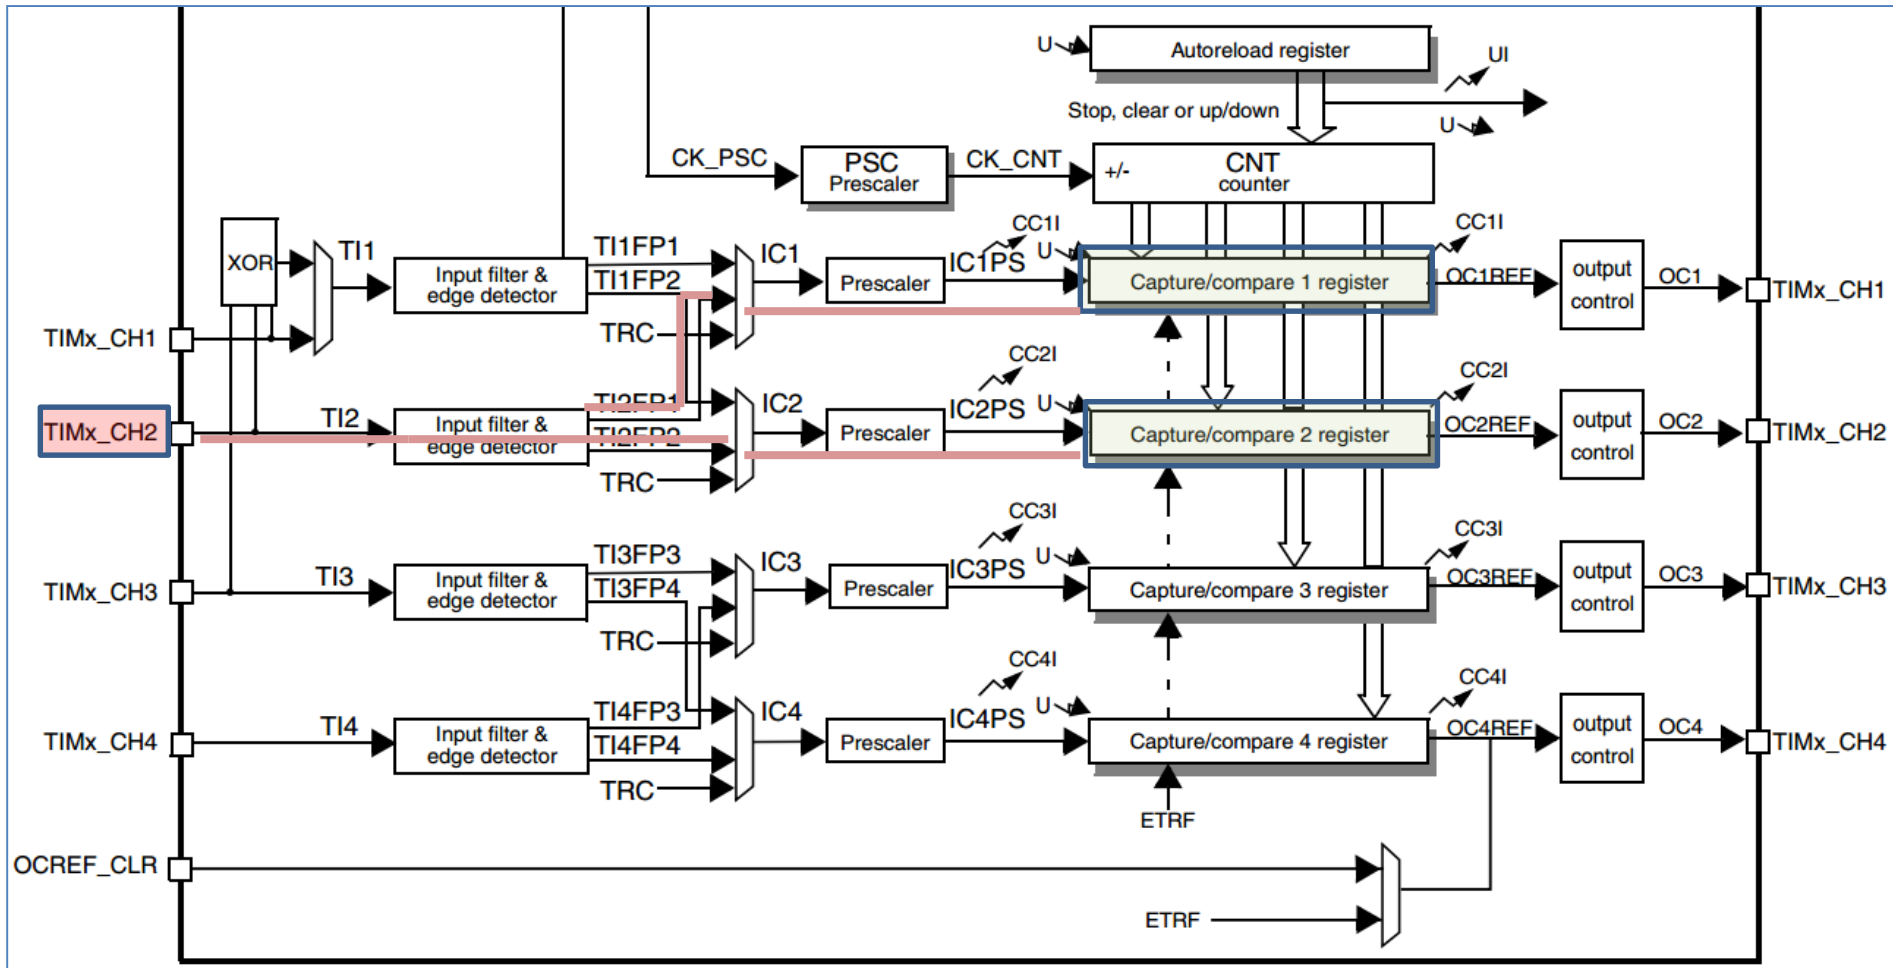 U
Autoreload register
UI
Stop, clear or up/down
U
CK_PSC
PSC
Prescaler
CK_CNT
+/-
CNT
counter
XOR
TI1
Input filter &
edge detector
TI1FP1
TI1FP2
TRC
IC1
Prescaler
CC1I
IC1PS
U
Capture/compare 1 register
CC1I
OC1REF
output
control
OC1
TIMx_CH1
TIMx_CH1
TIMx_CH2
TI2
Input filter &
edge detector
TI2FP1
TI2FP2
TRC
IC2
Prescaler
CC2I
IC2PS
U
Capture/compare 2 register
CC2I
OC2REF
output
control
OC2
TIMx_CH2
TIMx_CH3
TI3
Input filter &
edge detector
TI3FP3
TI3FP4
TRC
IC3
Prescaler
CC3I
IC3PS
U
Capture/compare 3 register
CC3I
OC3REF
output
control
OC3
TIMx_CH3
TIMx_CH4
TI4
Input filter &
edge detector
TI4FP3
TI4FP4
TRC
IC4
Prescaler
CC4I
IC4PS
U
Capture/compare 4 register
CC4I
OC4REF
output
control
OC4
TIMx_CH4
ETRF
OCREF_CLR
ETRF